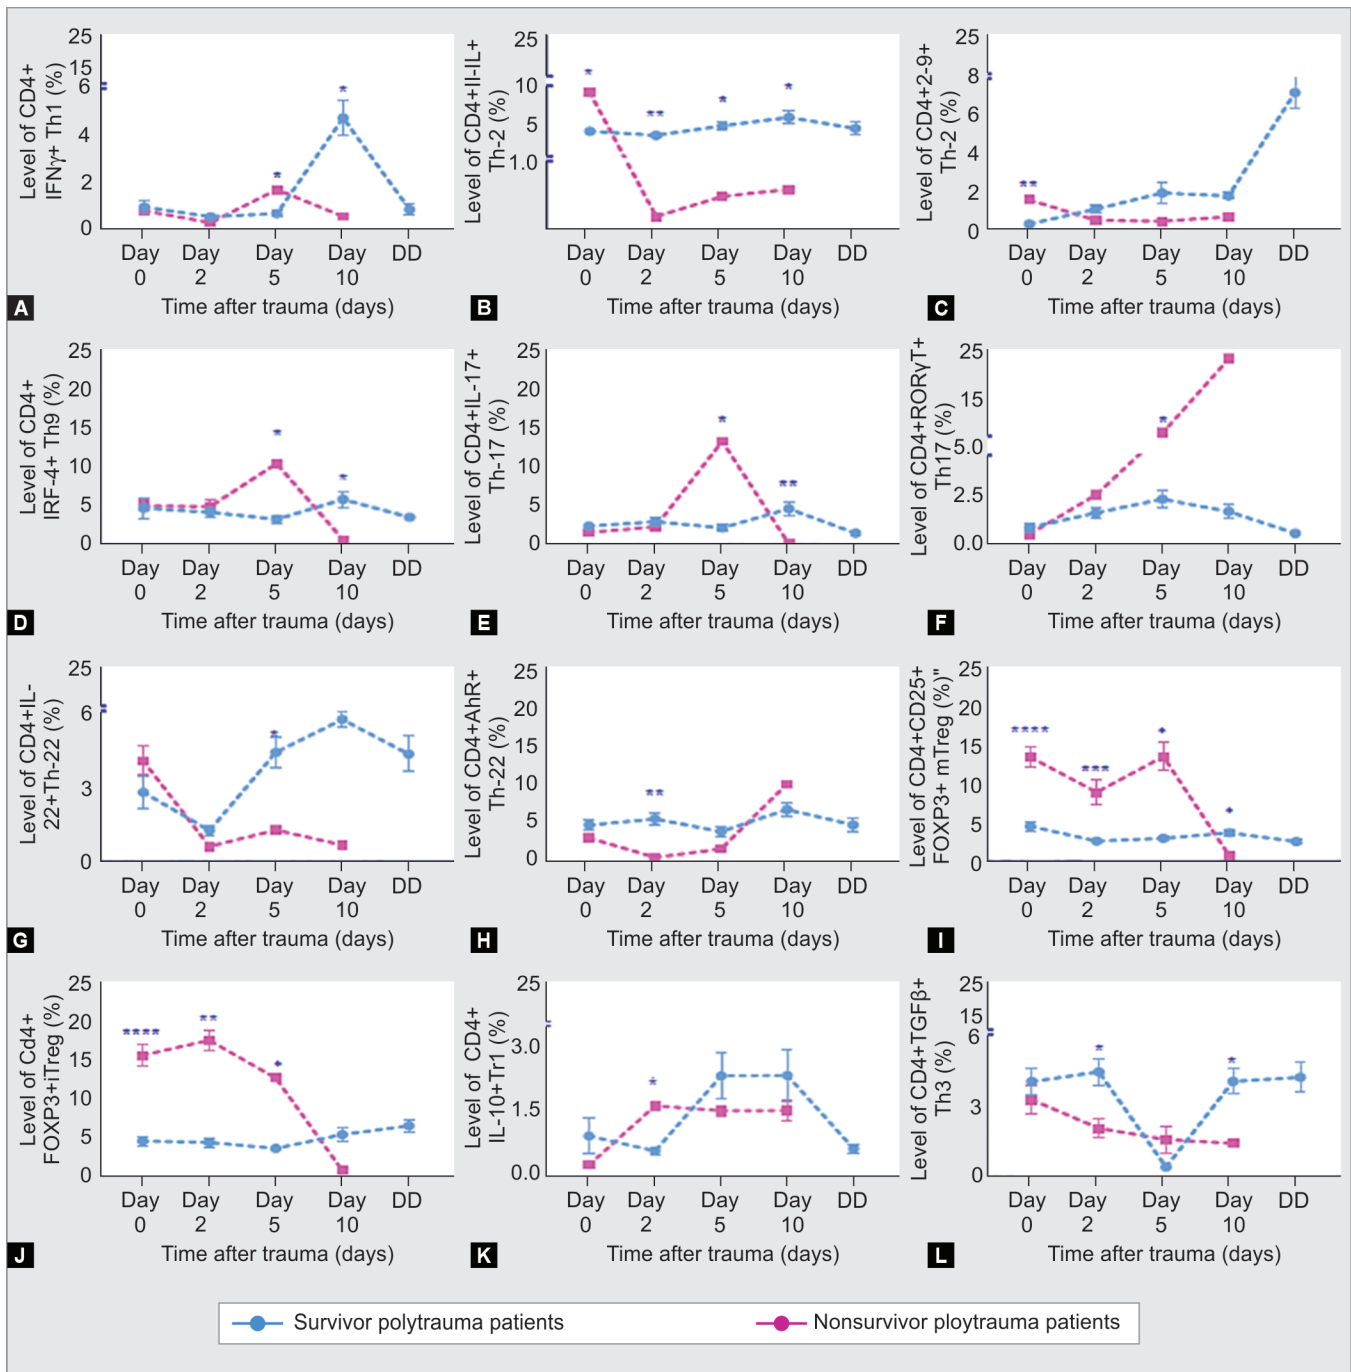 Level of CD4+
IFNγ+ Th1 (%)
25
15
6
4
2
0
*
*
Day 0
Day 2
Day 5
Day 10
DD
Time after trauma (days)
A
Level of CD4+II-IL+
Th-2 (%)
25
10
5
1.0
*
**
*
*
Day 0
Day 2
Day 5
Day 10
DD
Time after trauma (days)
B
Level of CD4+2-9+
Th-2 (%)
25
8
6
4
2
0
**
Day 0
Day 2
Day 5
Day 10
DD
Time after trauma (days)
C
Level of CD4+
IRF-4+ Th9 (%)
25
20
15
10
5
0
*
*
Day 0
Day 2
Day 5
Day 10
DD
Time after trauma (days)
D
Level of CD4+IL-17+
Th-17 (%)
25
20
15
10
5
0
*
**
Day 0
Day 2
Day 5
Day 10
DD
Time after trauma (days)
E
Level of CD4+RORγT+
Th17 (%)
25
15
5.0
2.5
0.0
*
Day 0
Day 2
Day 5
Day 10
DD
Time after trauma (days)
F
Level of CD4+IL-
22+Th-22 (%)
25
6
3
0
*
Day 0
Day 2
Day 5
Day 10
DD
Time after trauma (days)
G
Level of CD4+AhR+
Th-22 (%)
25
20
15
10
5
0
**
Day 0
Day 2
Day 5
Day 10
DD
Time after trauma (days)
H
Level of CD4+CD25+
FOXP3+ mTreg (%)"
25
20
15
10
5
0
****
***
*
*
Day 0
Day 2
Day 5
Day 10
DD
Time after trauma (days)
I
Level of Cd4+
FOXP3+iTreg (%)
25
20
15
10
5
0
****
**
*
Day 0
Day 2
Day 5
Day 10
DD
Time after trauma (days)
J
Level of CD4+
IL-10+Tr1 (%)
25
3.0
1.5
0.0
*
Day 0
Day 2
Day 5
Day 10
DD
Time after trauma (days)
K
Level of CD4+TGFβ+
Th3 (%)
25
15
6
3
0
*
*
Day 0
Day 2
Day 5
Day 10
DD
Time after trauma (days)
L
Survivor polytrauma patients
Nonsurvivor ploytrauma patients